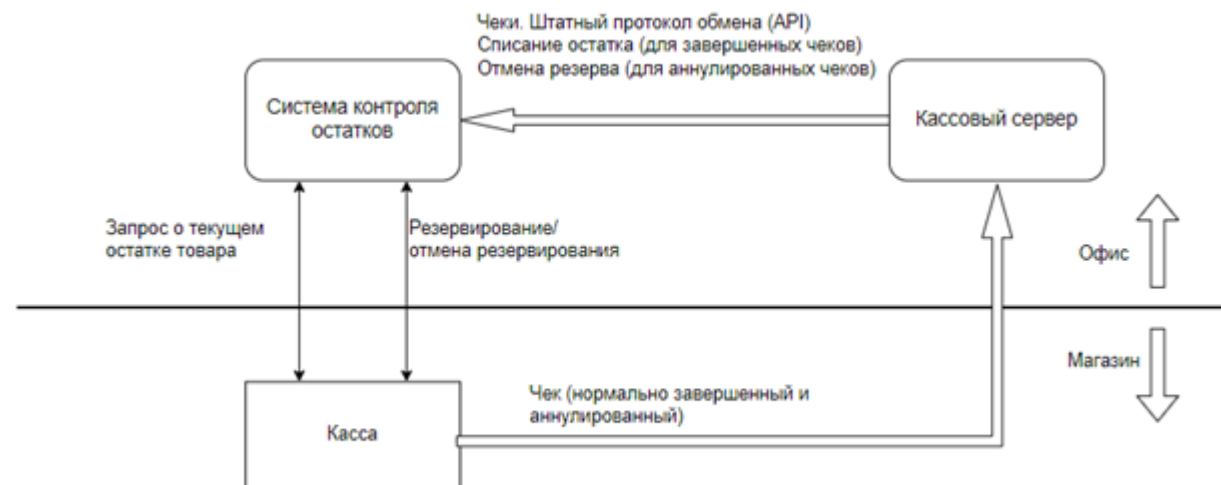 Чеки. Штатный протокол обмена (API)
Списание остатка (для завершенных чеков)
Отмена резерва (для аннулированных чеков)
Система контроля
остатков
Кассовый сервер
Запрос о текущем
остатке товара
Резервирование/
отмена резервирования
Офис
Магазин
Чек (нормально завершенный и
аннулированный)
Касса